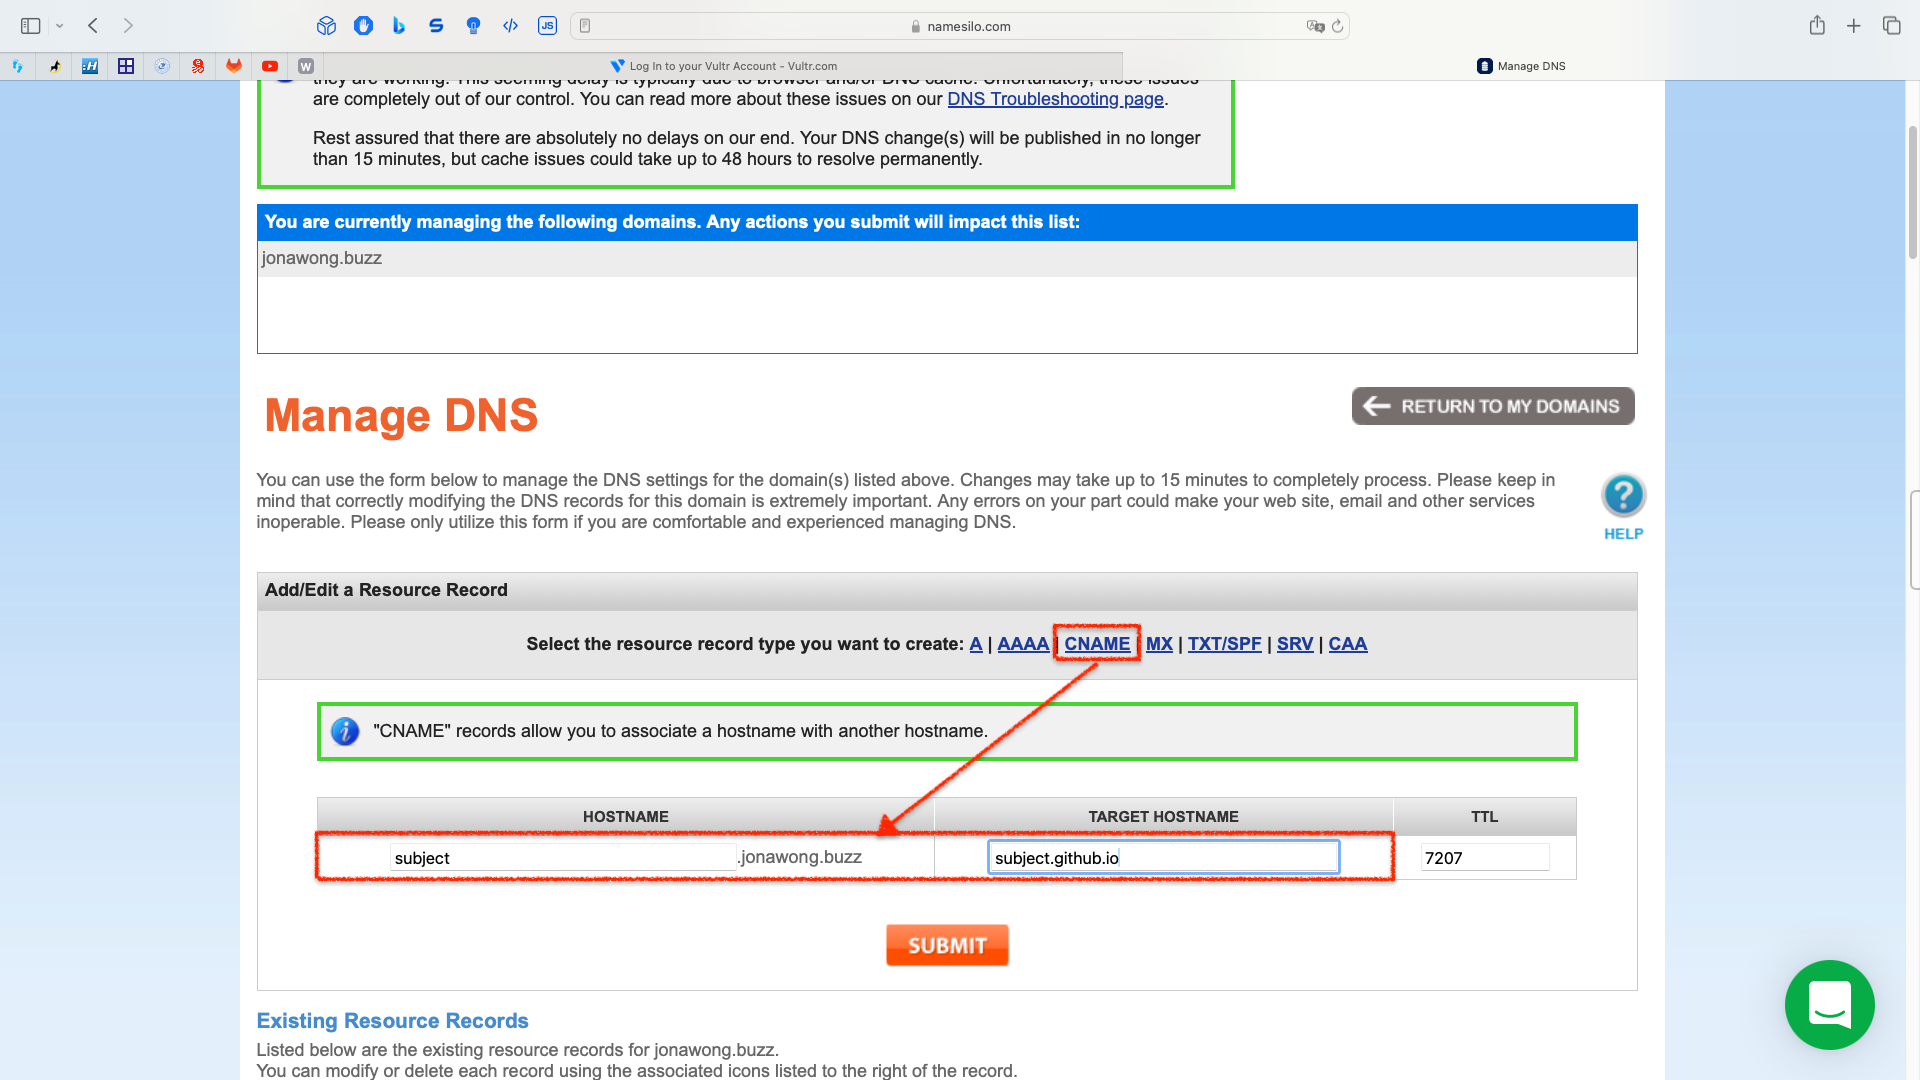 namesilo.com
JS
:H
W
Log In to your Vultr Account - Vultr.com
Manage DNS
they are working. This seeming delay is typically due to browser and/or DNS cache. Unfortunately, these issues
are completely out of our control. You can read more about these issues on our DNS Troubleshooting page.
Rest assured that there are absolutely no delays on our end. Your DNS change(s) will be published in no longer
than 15 minutes, but cache issues could take up to 48 hours to resolve permanently.
You are currently managing the following domains. Any actions you submit will impact this list:
jonawong.buzz
Manage DNS
RETURN TO MY DOMAINS
You can use the form below to manage the DNS settings for the domain(s) listed above. Changes may take up to 15 minutes to completely process. Please keep in
mind that correctly modifying the DNS records for this domain is extremely important. Any errors on your part could make your web site, email and other services
inoperable. Please only utilize this form if you are comfortable and experienced managing DNS.
HELP
Add/Edit a Resource Record
Select the resource record type you want to create: A | AAAA | CNAME | MX | TXT/SPF | SRV | CAA
"CNAME" records allow you to associate a hostname with another hostname.
HOSTNAME TARGET HOSTNAME TTL
subject .jonawong.buzz subject.github.io 7207
SUBMIT
Existing Resource Records
Listed below are the existing resource records for jonawong.buzz.
You can modify or delete each record using the associated icons listed to the right of the record.